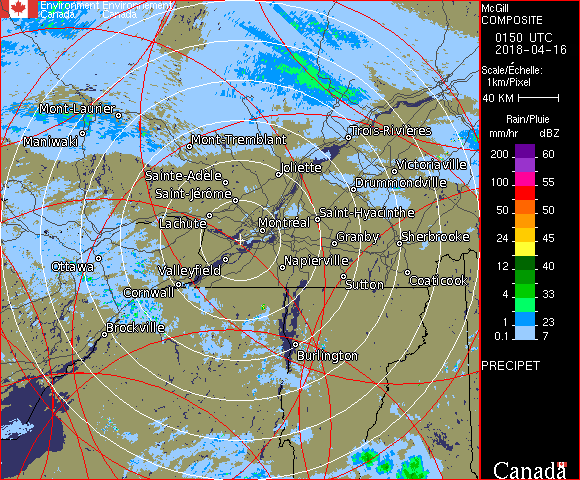 Environment Environnement
Canada Canada
McGill
COMPOSITE
0150 UTC
2018-04-16
Scale/Échelle:
1km/Pixel
40 KM
Rain/Pluie
mm/hr dBZ
200 60
100 55
50 50
24 45
12 40
4 33
1 23
0.1 7
PRECIPET
Canada
Mont-Laurier
Maniwaki
Mont-Tremblant
Trois-Rivières
Joliette
Victoriaville
Sainte-Adèle
Drummondville
Saint-Jérôme
Lachute
Saint-Hyacinthe
Montréal
Granby
Sherbrooke
Ottawa
Valleyfield
Napierville
Sutton
Coaticook
Cornwall
Brockville
Burlington